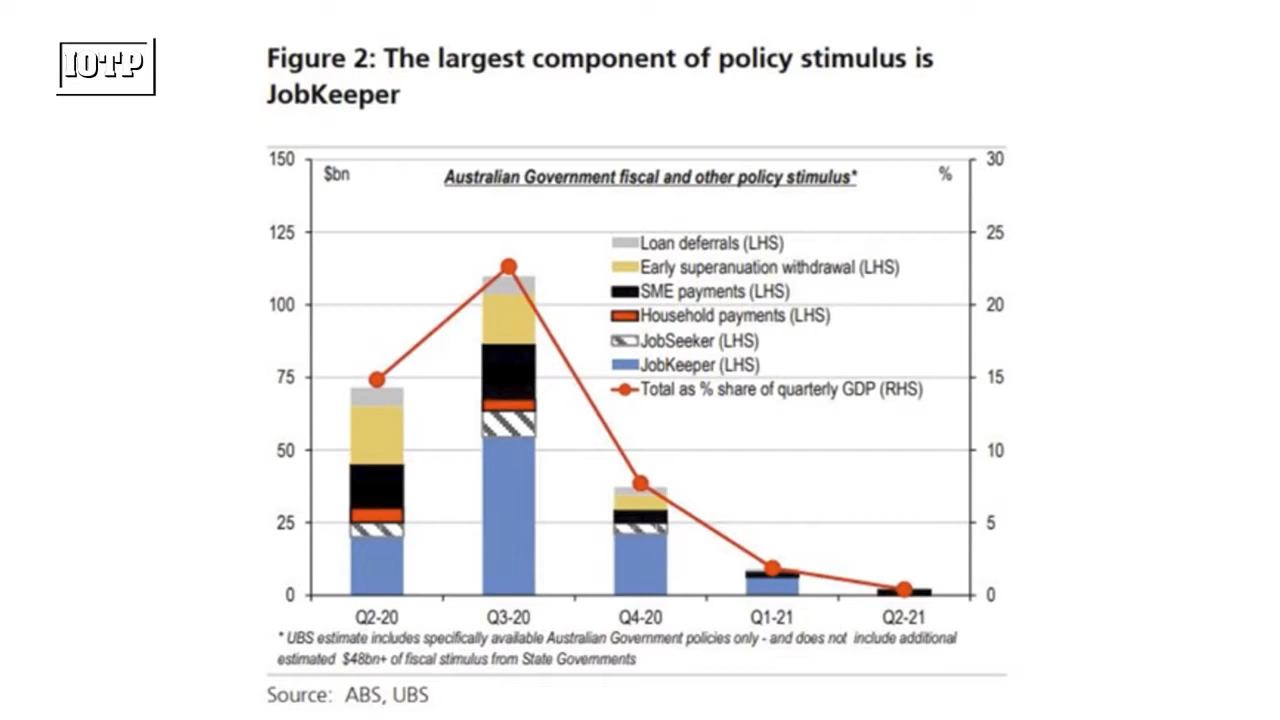 IOTP
Figure 2: The largest component of policy stimulus is
JobKeeper
150
$bn
Australian Government fiscal and other policy stimulus*
%
30
125
25
Loan deferrals (LHS)
Early superanuation withdrawal (LHS)
100
SME payments (LHS)
20
Household payments (LHS)
JobSeeker (LHS)
JobKeeper (LHS)
75
15
Total as % share of quarterly GDP (RHS)
50
10
25
5
0
0
Q2-20
Q3-20
Q4-20
Q1-21
Q2-21
* UBS estimate includes specifically available Australian Government policies only - and does not include additional
estimated $48bn+ of fiscal stimulus from State Governments
Source: ABS, UBS